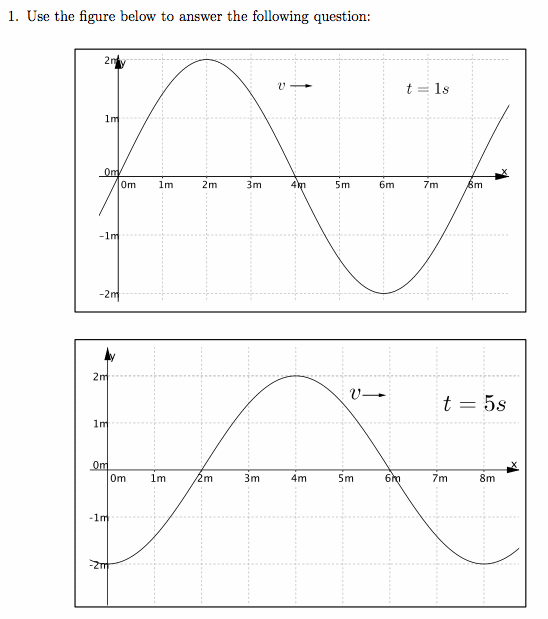 1. Use the figure below to answer the following question:
2m y
v
t = 1s
1m
0m x
0m 1m 2m 3m 4m 5m 6m 7m 8m
-1m
-2m
y
2m
v
t = 5s
1m
0m x
0m 1m 2m 3m 4m 5m 6m 7m 8m
-1m
-2m